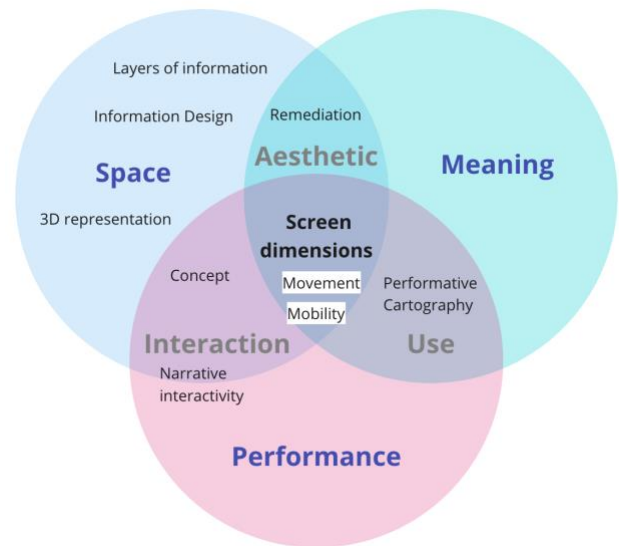 Layers of information
Information Design
Remediation
Aesthetic
Space
Meaning
3D representation
Screen
dimensions
Concept
Movement
Performative
Cartography
Mobility
Interaction
Use
Narrative
interactivity
Performance